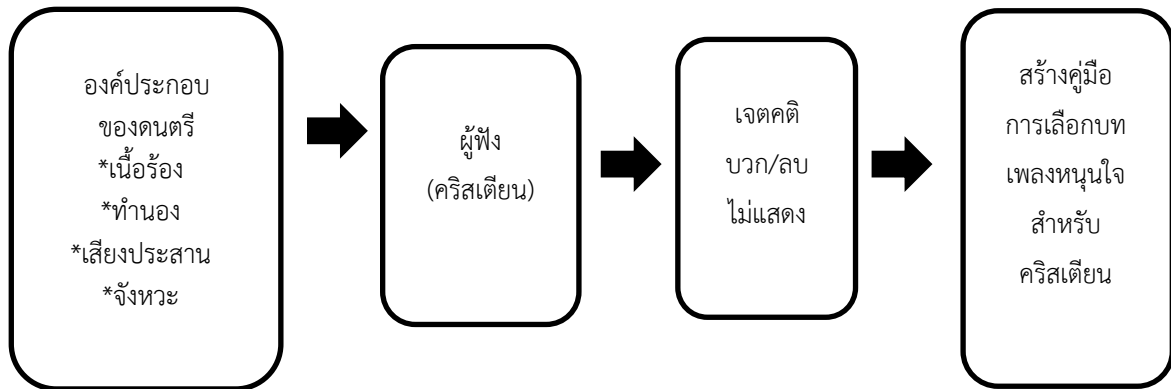 องค์ประกอบ
ของดนตรี
*เนื้อร้อง
*ทำนอง
*เสียงประสาน
*จังหวะ
ผู้ฟัง
(คริสเตียน)
เจตคติ
บวก/ลบ
ไม่แสดง
สร้างคู่มือ
การเลือกบท
เพลงหนุนใจ
สำหรับ
คริสเตียน